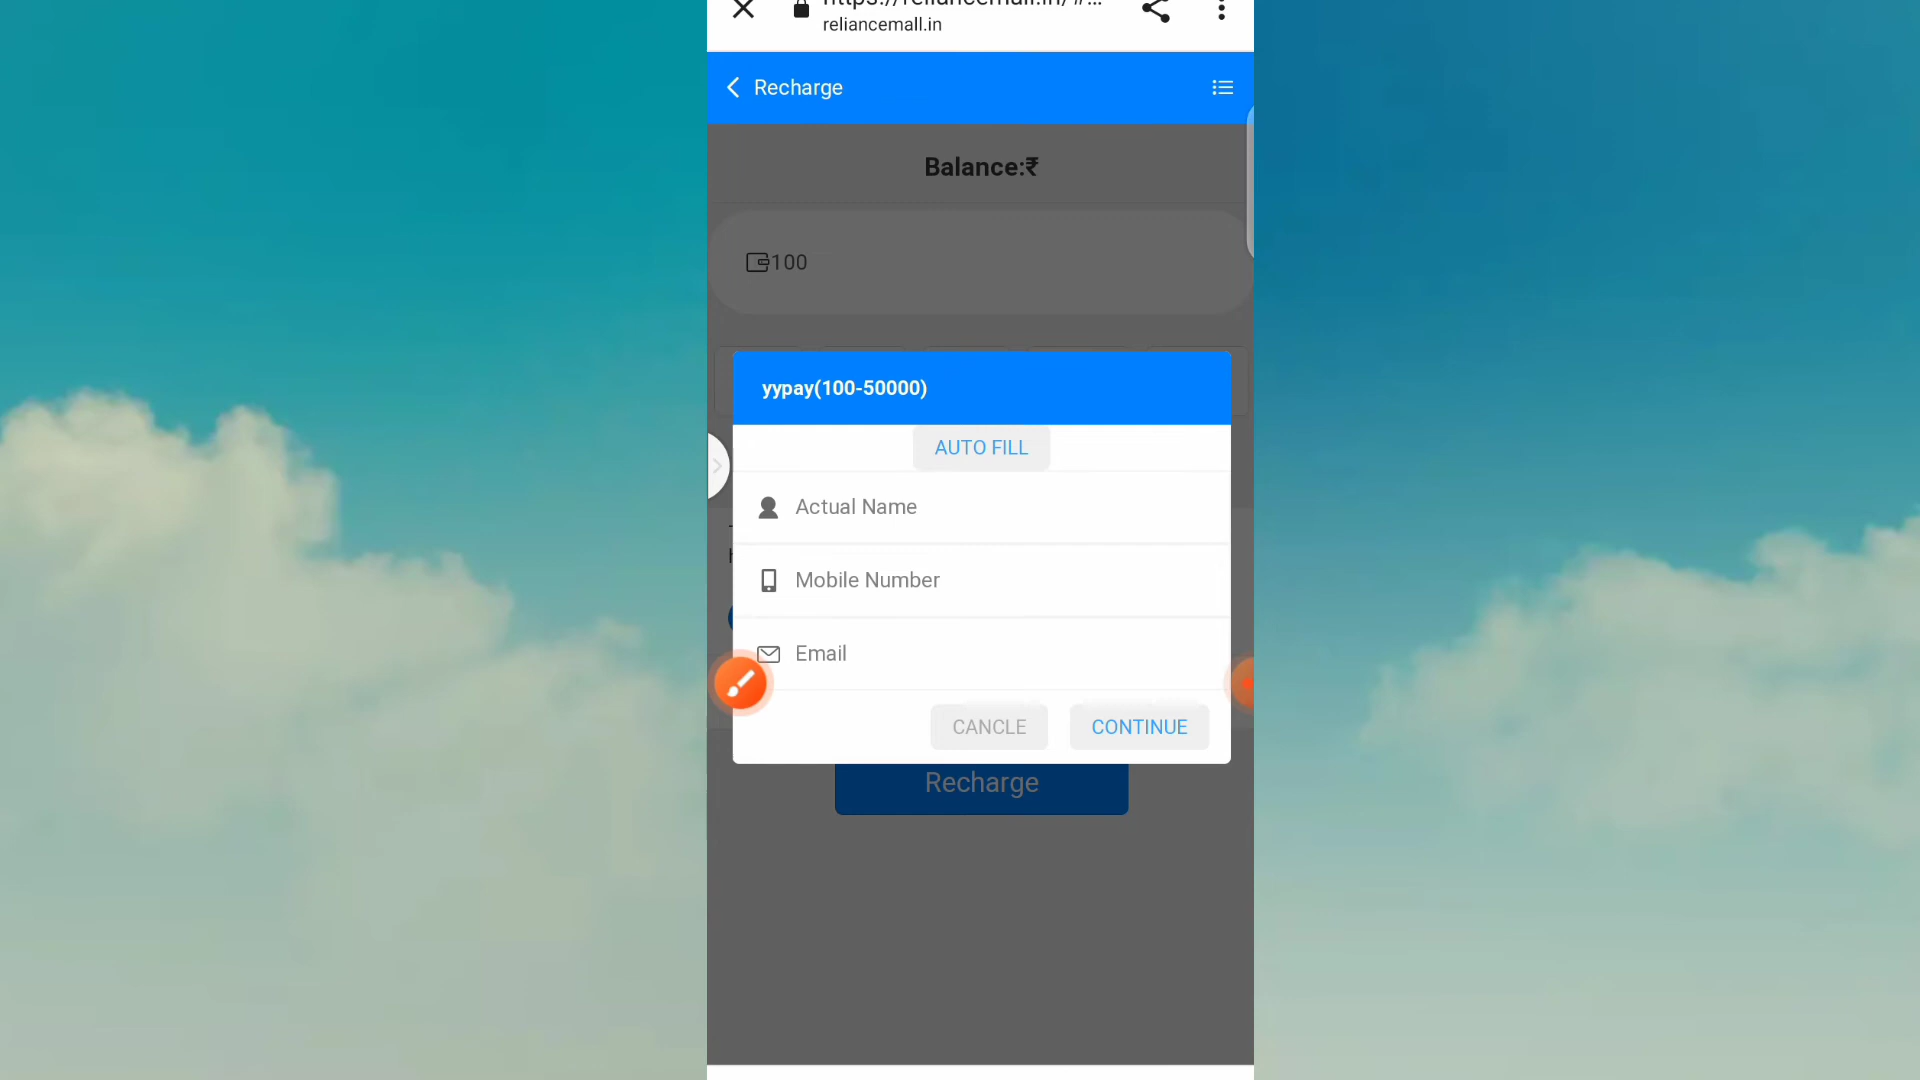 reliancemall.in
Recharge
Balance:₹
100
yypay(100-50000)
AUTO FILL
Actual Name
Mobile Number
Email
CANCLE CONTINUE
Recharge